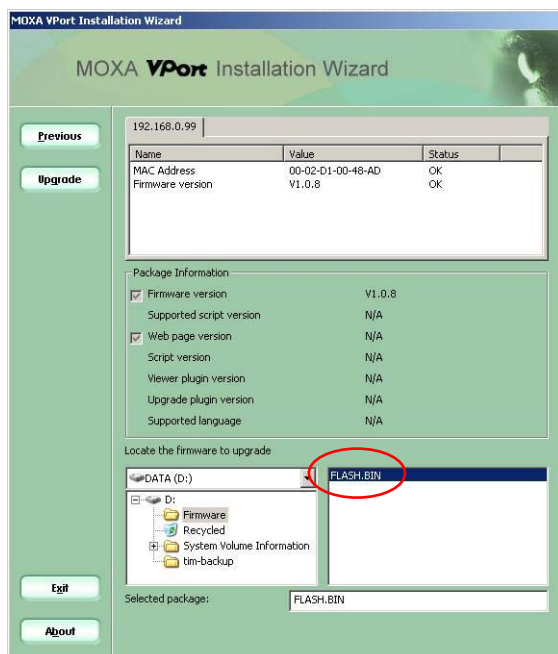 MOXA VPort Installation Wizard
MOXA VPort Installation Wizard
Previous
Upgrade
192.168.0.99
Name Value Status
MAC Address 00-02-D1-00-48-AD OK
Firmware version V1.0.8 OK
Package Information
Firmware version V1.0.8
Supported script version N/A
Web page version N/A
Script version N/A
Viewer plugin version N/A
Upgrade plugin version N/A
Supported language N/A
Locate the firmware to upgrade
DATA (D:)
FLASH.BIN
D:
Firmware
Recycled
System Volume Information
tim-backup
Exit
Selected package: FLASH.BIN
About